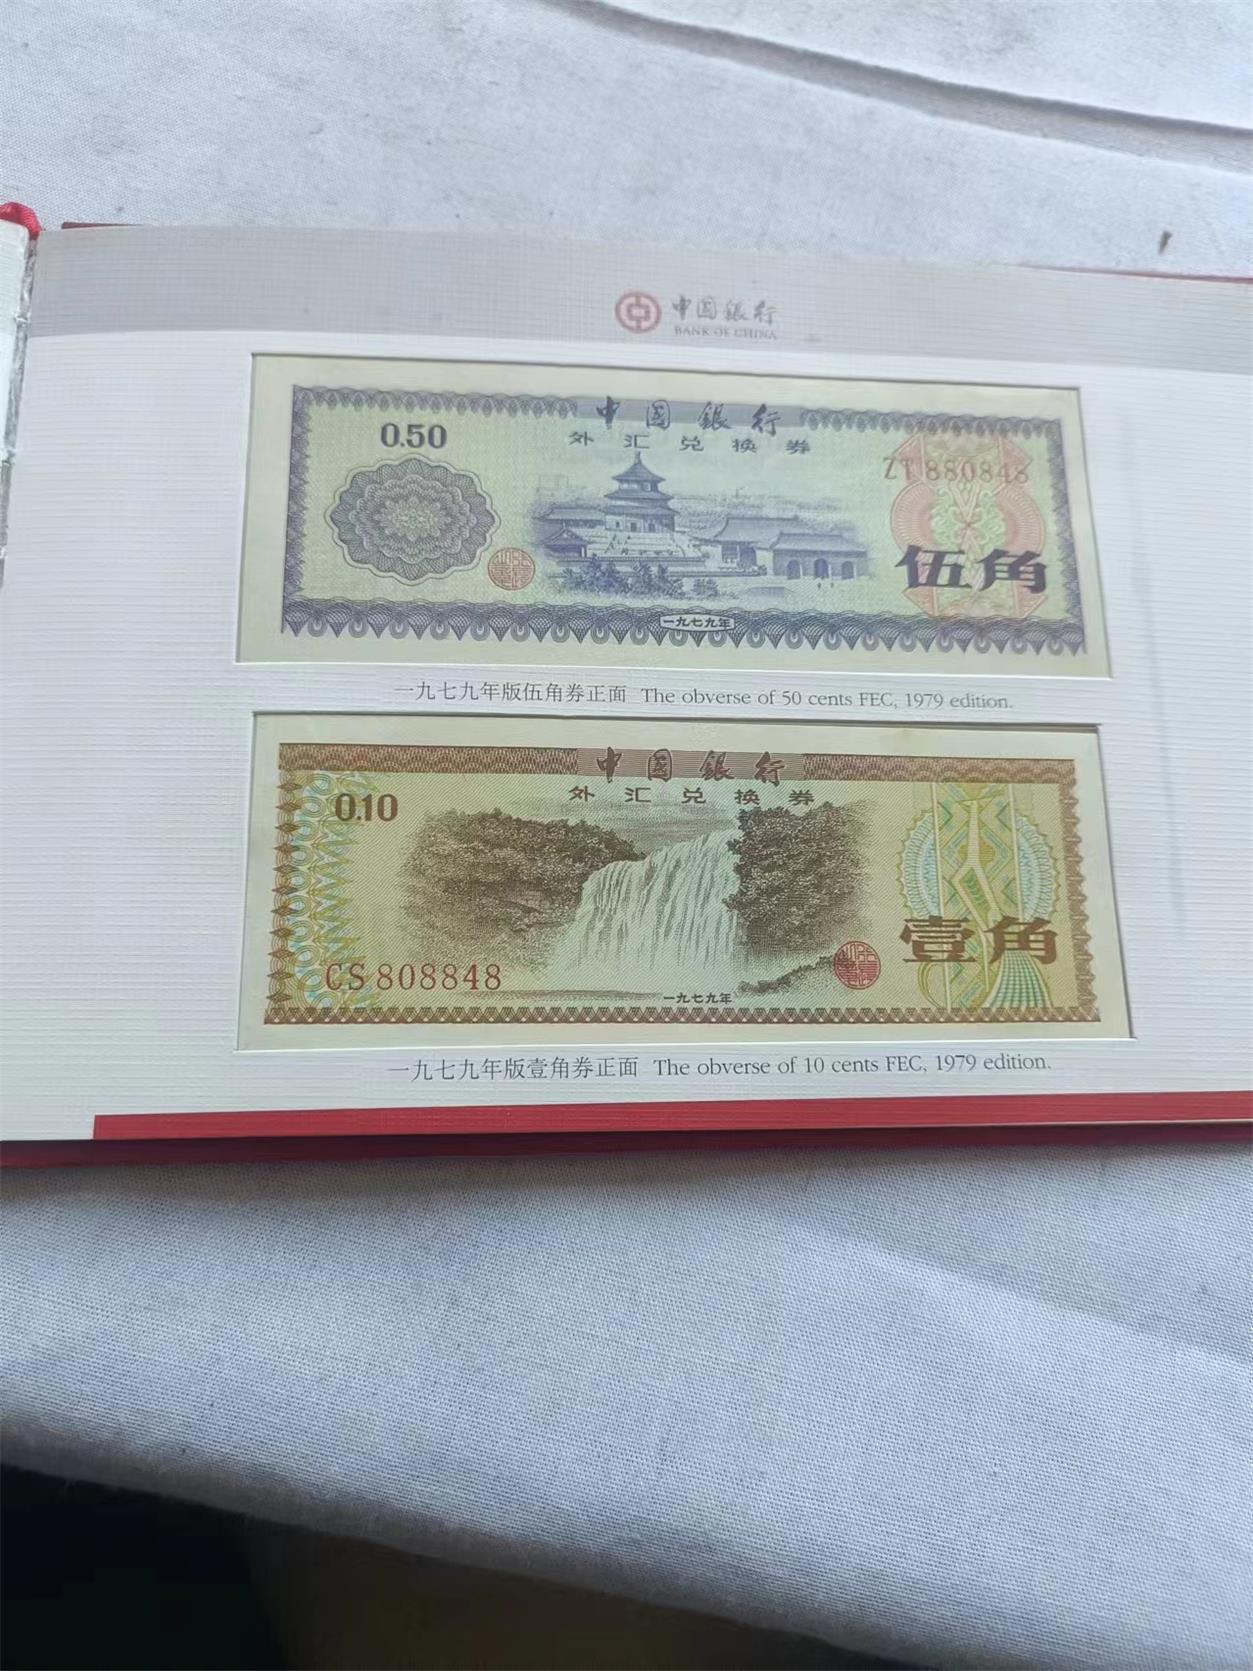 中国銀行
BANK OF CHINA
中国銀行
外汇兑换券
0.50
ZT 880848
伍角
一九七九年
一九七九年版伍角券正面 The obverse of 50 cents FEC, 1979 edition.
中国銀行
外汇兑换券
0.10
壹角
CS 808848
一九七九年
一九七九年版壹角券正面 The obverse of 10 cents FEC, 1979 edition.